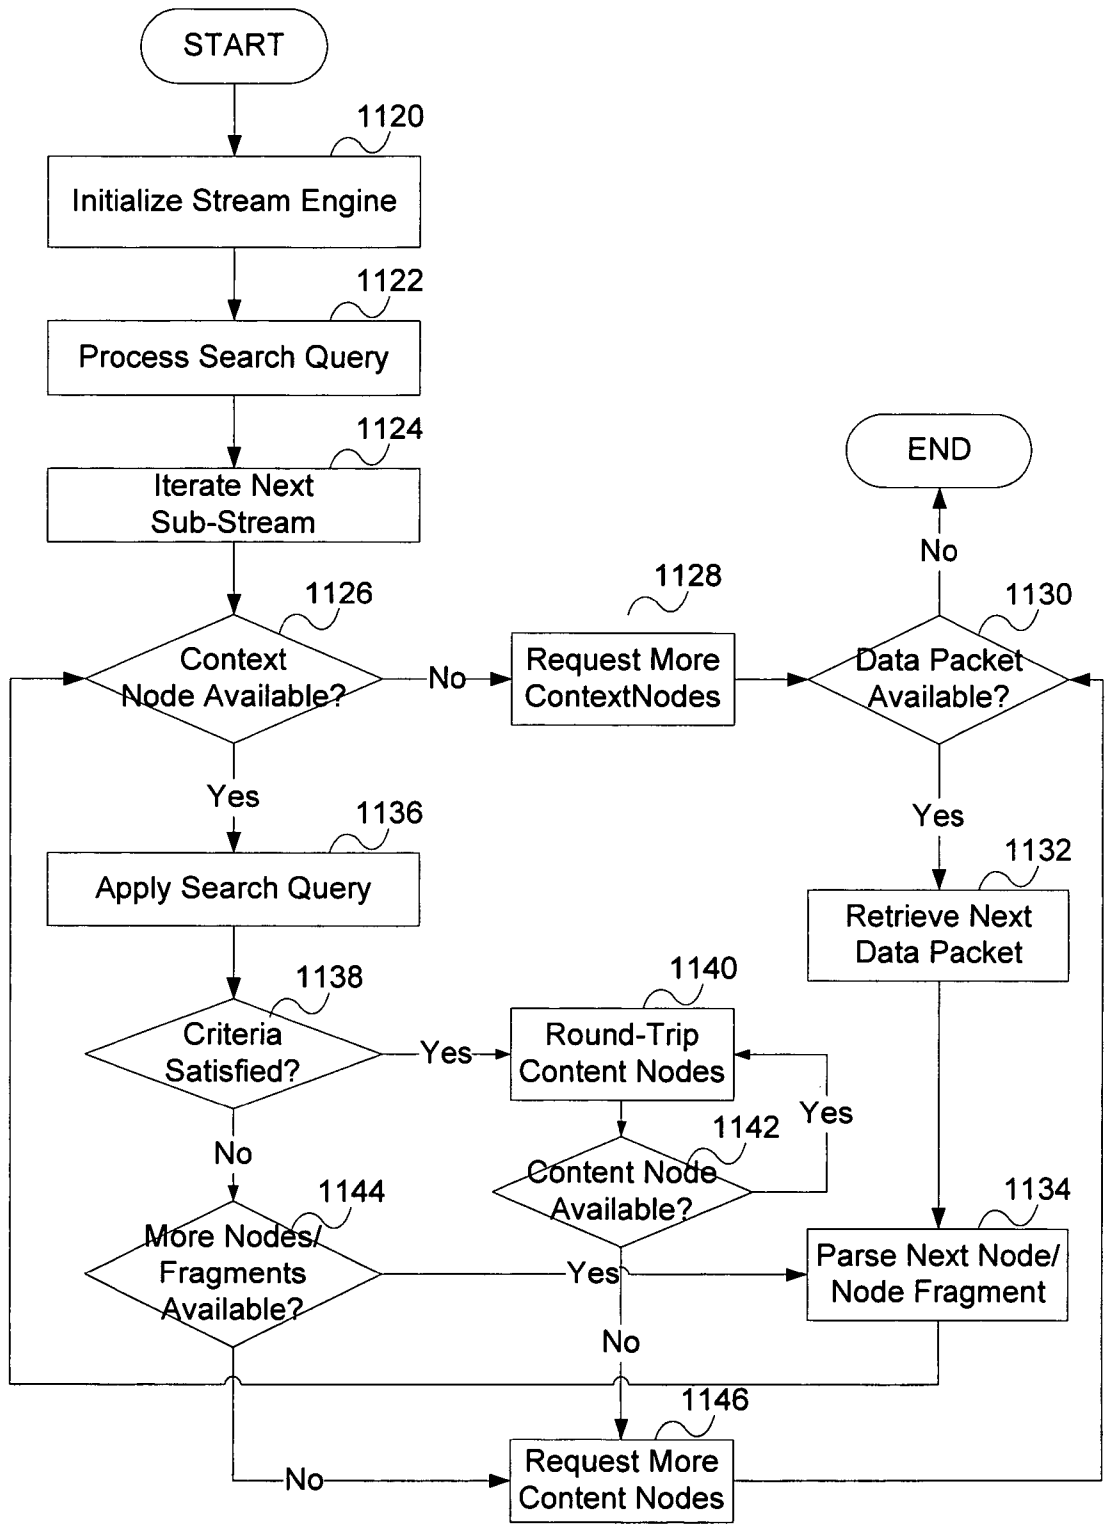 START
1120
Initialize Stream Engine
1122
Process Search Query
1124
Iterate Next
Sub-Stream
END
No
1126
Context
Node Available?
No
1128
Request More
ContextNodes
1130
Data Packet
Available?
Yes
Yes
1136
Apply Search Query
1132
Retrieve Next
Data Packet
1138
Criteria
Satisfied?
Yes
1140
Round-Trip
Content Nodes
Yes
No
1142
Content Node
Available?
1144
More Nodes/
Fragments
Available?
Yes
1134
Parse Next Node/
Node Fragment
No
1146
Request More
Content Nodes
No